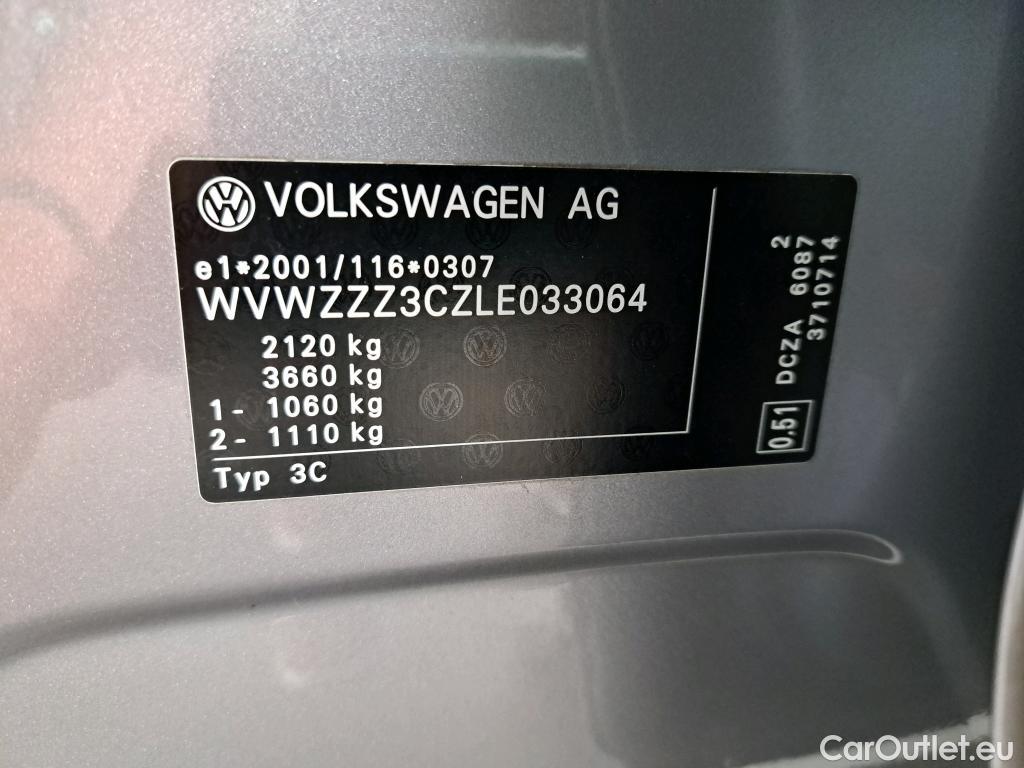 VOLKSWAGEN AG
e1*2001/116*0307
WVWZZZ3CZLE033064
2120 kg
3660 kg
1- 1060 kg
2- 1110 kg
Typ 3C
0.51 DCZA 6087 2
3710714
CarOutlet.eu